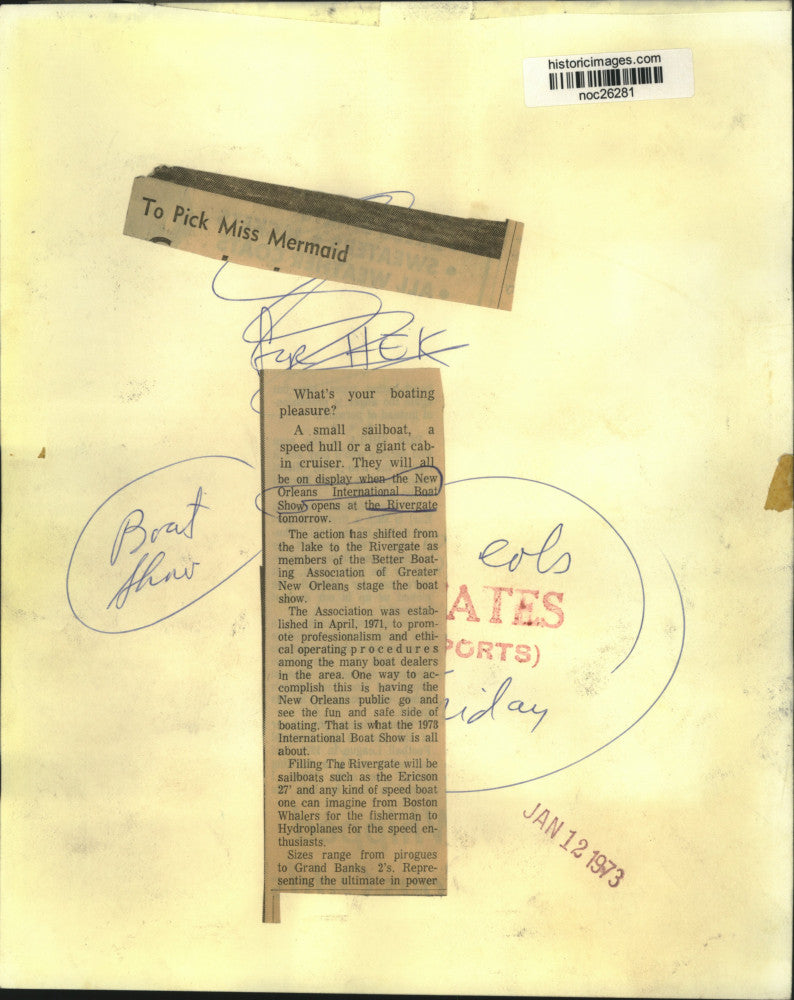 historicimages.com
noc26281
To Pick Miss Mermaid
For HEK
What's your boating
pleasure?
A small sailboat, a
speed hull or a giant cab-
in cruiser. They will all
be on display when the New
Orleans International Boat
Show opens at the Rivergate
tomorrow.
The action has shifted from
the lake to the Rivergate as
members of the Better Boat-
ing Association of Greater
New Orleans stage the boat
show.
The Association was estab-
lished in April, 1971, to prom-
ote professionalism and ethi-
cal operating procedures
among the many boat dealers
in the area. One way to ac-
complish this is having the
New Orleans public go and
see the fun and safe side of
boating. That is what the 1973
International Boat Show is all
about.
Filling The Rivergate will be
sailboats such as the Ericson
27' and any kind of speed boat
one can imagine from Boston
Whalers for the fisherman to
Hydroplanes for the speed en-
thusiasts.
Sizes range from pirogues
to Grand Banks 2's. Repre-
senting the ultimate in power
Boat
Show
cols
ATES
PORTS)
iday
JAN 12 1973